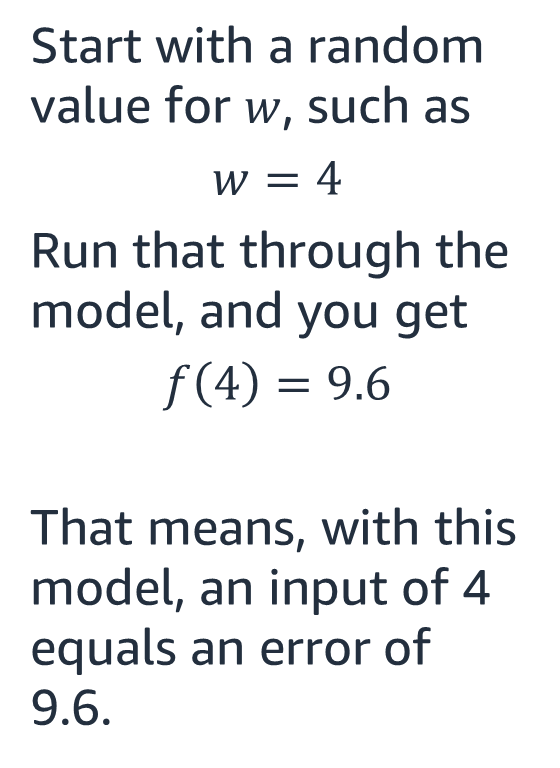 Start with a random
value for w, such as
w = 4
Run that through the
model, and you get
f(4) = 9.6
That means, with this
model, an input of 4
equals an error of
9.6.